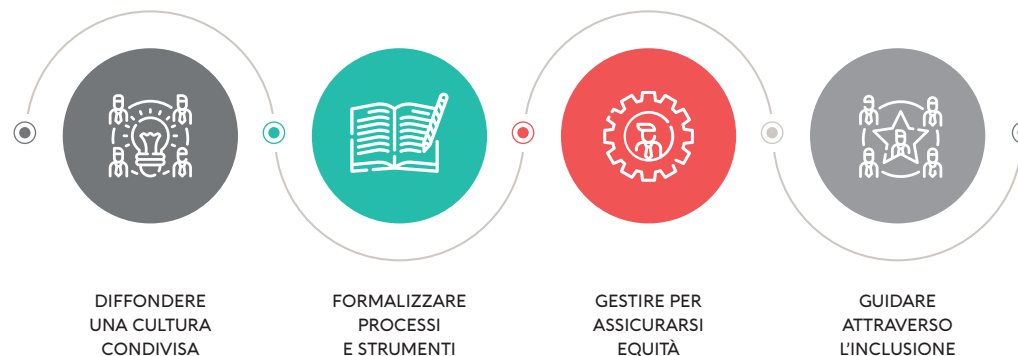 DIFFONDERE
UNA CULTURA
CONDIVISA
FORMALIZZARE
PROCESSI
E STRUMENTI
GESTIRE PER
ASSICURARSI
EQUITÀ
GUIDARE
ATTRAVERSO
L'INCLUSIONE